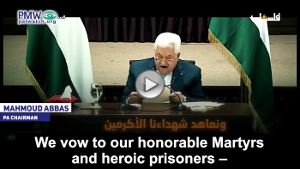 PMW
palwatch.org
فلسطين
MAHMOUD ABBAS
PA CHAIRMAN
ونعاهد شهداءنا الأكرمين
We vow to our honorable Martyrs
and heroic prisoners –